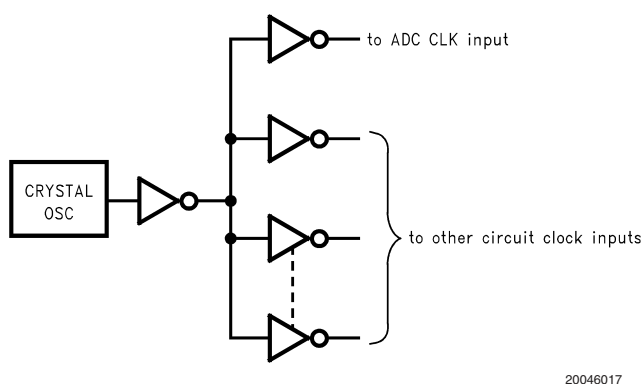 to ADC CLK input
CRYSTAL
OSC
to other circuit clock inputs
20046017